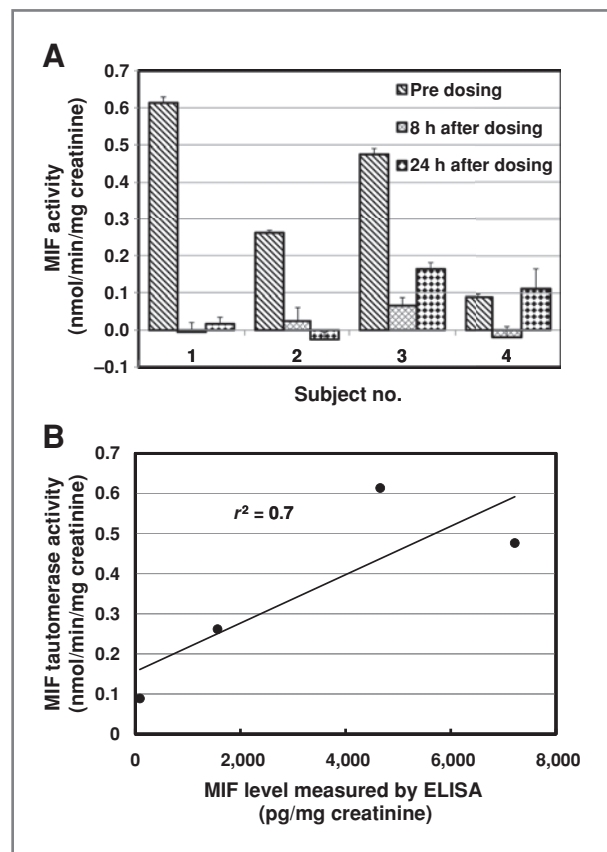 A
MIF activity
(nmol/min/mg creatinine)
0.7
0.6
0.5
0.4
0.3
0.2
0.1
0.0
–0.1
Pre dosing
8 h after dosing
24 h after dosing
1 2 3 4
Subject no.
B
MIF tautomerase activity
(nmol/min/mg creatinine)
0.7
0.6
0.5
0.4
0.3
0.2
0.1
0
r² = 0.7
0 2,000 4,000 6,000 8,000
MIF level measured by ELISA
(pg/mg creatinine)